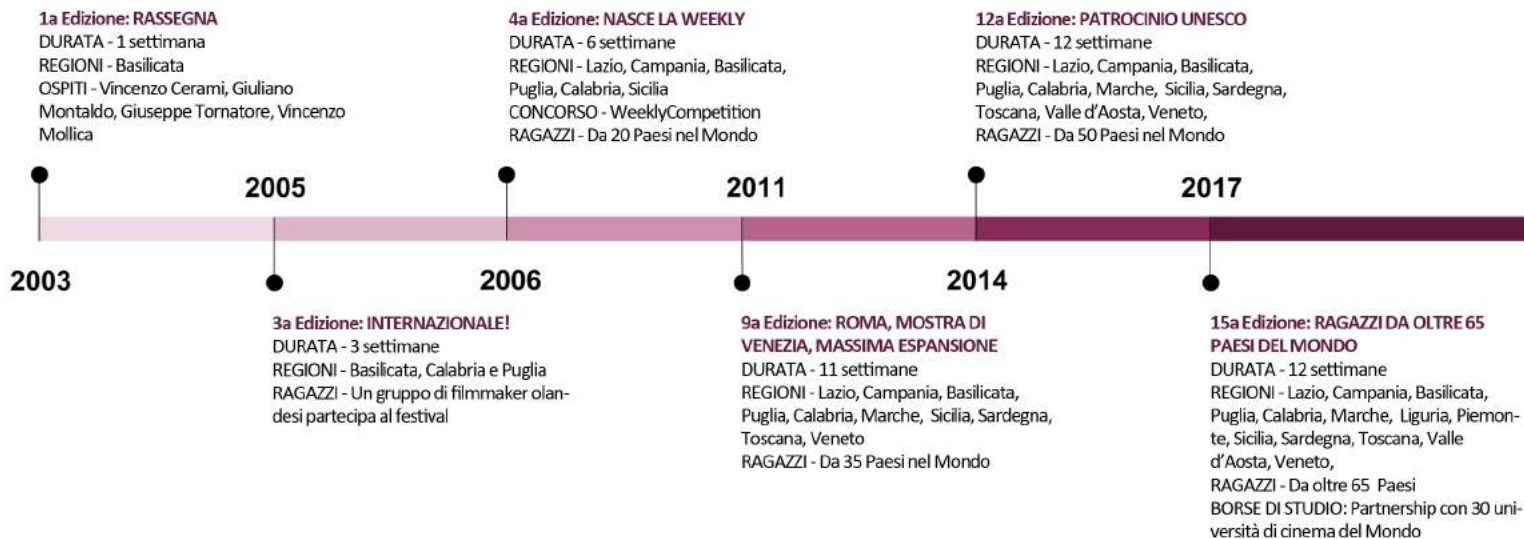 1a Edizione: RASSEGNA
DURATA - 1 settimana
REGIONI - Basilicata
OSPITI - Vincenzo Cerami, Giuliano
Montaldo, Giuseppe Tornatore, Vincenzo
Mollica
4a Edizione: NASCE LA WEEKLY
DURATA - 6 settimane
REGIONI - Lazio, Campania, Basilicata,
Puglia, Calabria, Sicilia
CONCORSO - WeeklyCompetition
RAGAZZI - Da 20 Paesi nel Mondo
12a Edizione: PATROCINIO UNESCO
DURATA - 12 settimane
REGIONI - Lazio, Campania, Basilicata,
Puglia, Calabria, Marche, Sicilia, Sardegna,
Toscana, Valle d'Aosta, Veneto,
RAGAZZI - Da 50 Paesi nel Mondo
2005
2011
2017
2003
2006
2014
3a Edizione: INTERNAZIONALE!
DURATA - 3 settimane
REGIONI - Basilicata, Calabria e Puglia
RAGAZZI - Un gruppo di filmmaker olan-
desi partecipa al festival
9a Edizione: ROMA, MOSTRA DI
VENEZIA, MASSIMA ESPANSIONE
DURATA - 11 settimane
REGIONI - Lazio, Campania, Basilicata,
Puglia, Calabria, Marche, Sicilia, Sardegna,
Toscana, Veneto
RAGAZZI - Da 35 Paesi nel Mondo
15a Edizione: RAGAZZI DA OLTRE 65
PAESI DEL MONDO
DURATA - 12 settimane
REGIONI - Lazio, Campania, Basilicata,
Puglia, Calabria, Marche, Liguria, Piemon-
te, Sicilia, Sardegna, Toscana, Valle
d'Aosta, Veneto,
RAGAZZI - Da oltre 65 Paesi
BORSE DI STUDIO: Partnership con 30 uni-
versità di cinema del Mondo